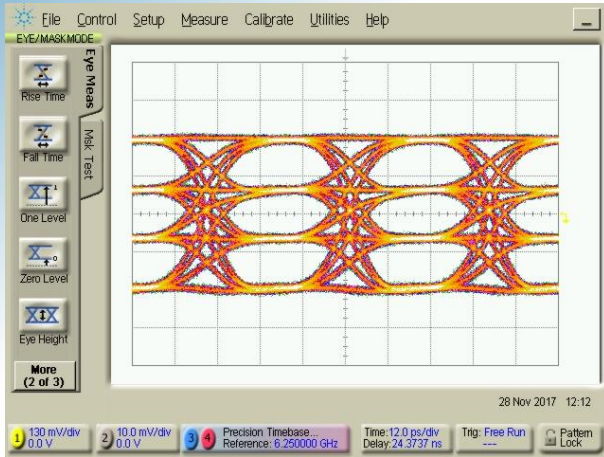 File Control Setup Measure Calibrate Utilities Help
EYE/MASK MODE
Eye Meas
Msk Test
Rise Time
Fall Time
One Level
Zero Level
Eye Height
More
(2 of 3)
28 Nov 2017 12:12
1 130 mV/div
0.0 V
2 10.0 mV/div
0.0 V
3 4 Precision Timebase...
Reference: 6.250000 GHz
Time:12.0 ps/div
Delay:24.3737 ns
Trig: Free Run
---
Pattern
Lock